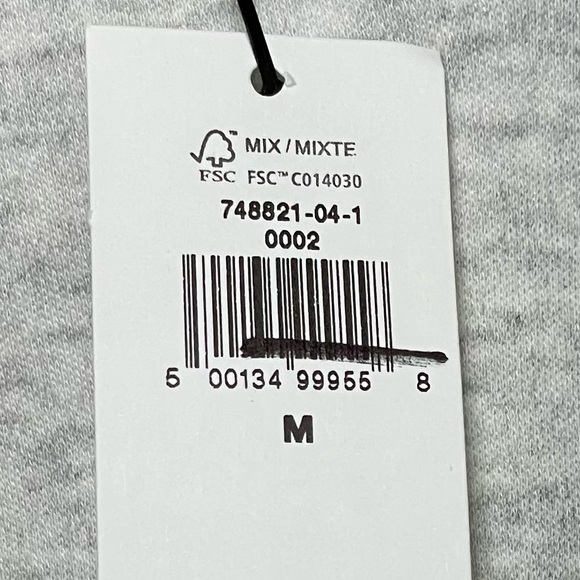 MIX / MIXTE
FSC FSC™ C014030
748821-04-1
0002
5 00134 99955 8
M